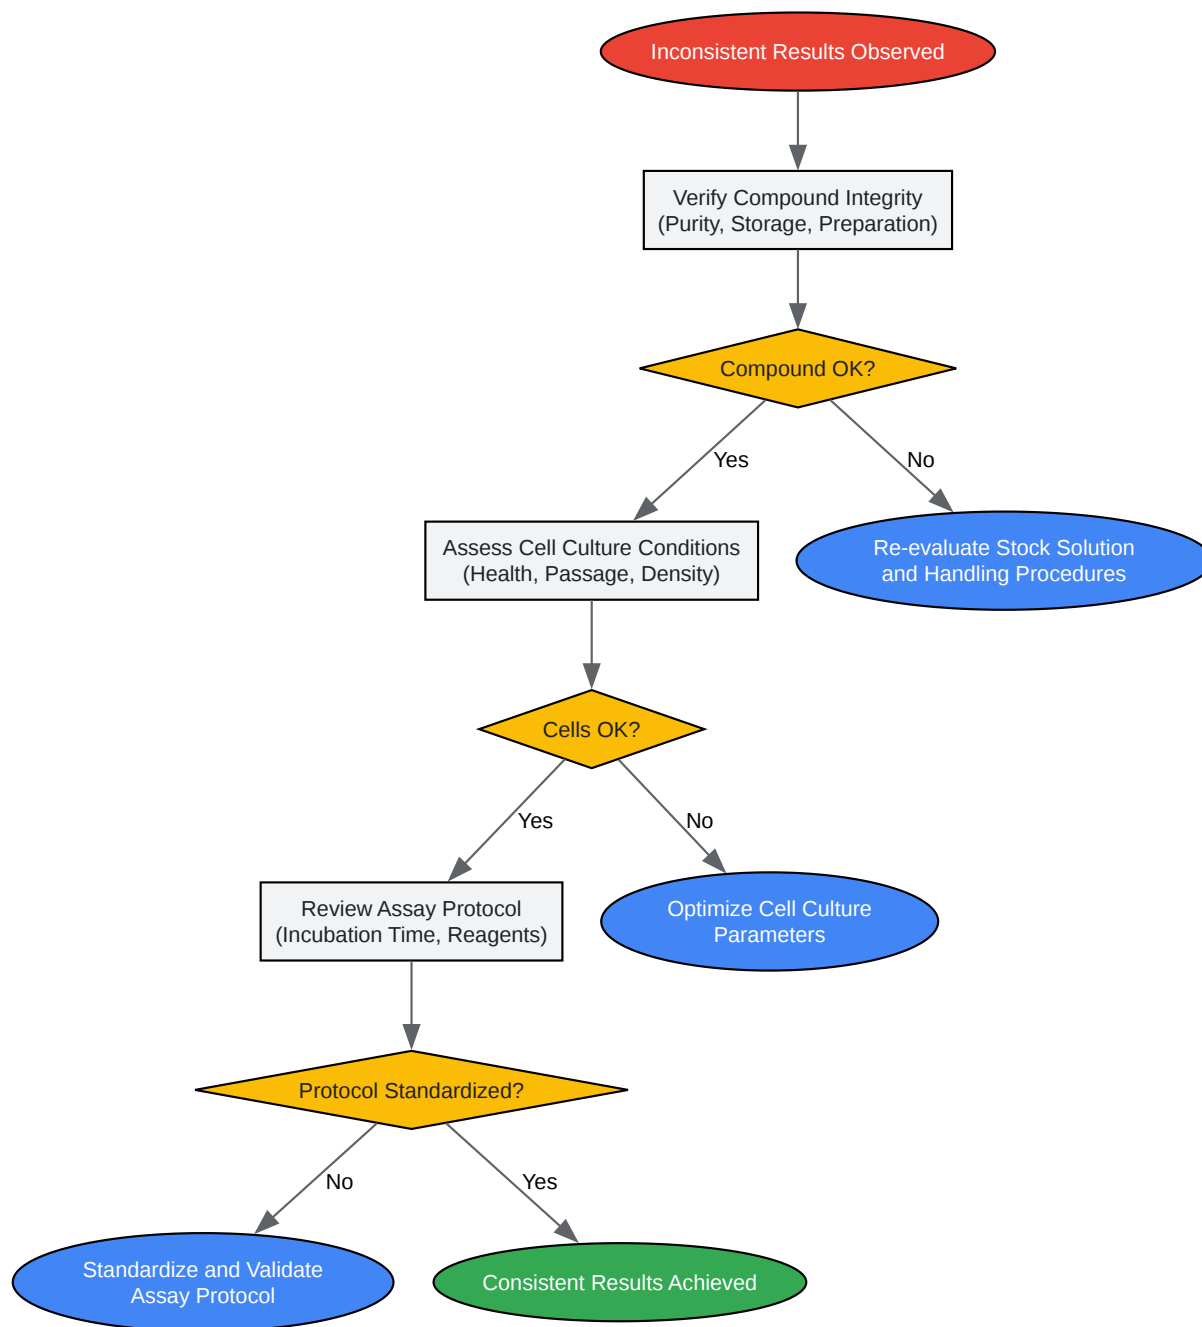 Inconsistent Results Observed
Verify Compound Integrity
(Purity, Storage, Preparation)
Compound OK?
Yes
No
Assess Cell Culture Conditions
(Health, Passage, Density)
Re-evaluate Stock Solution
and Handling Procedures
Cells OK?
Yes
No
Review Assay Protocol
(Incubation Time, Reagents)
Optimize Cell Culture
Parameters
Protocol Standardized?
No
Yes
Standardize and Validate
Assay Protocol
Consistent Results Achieved